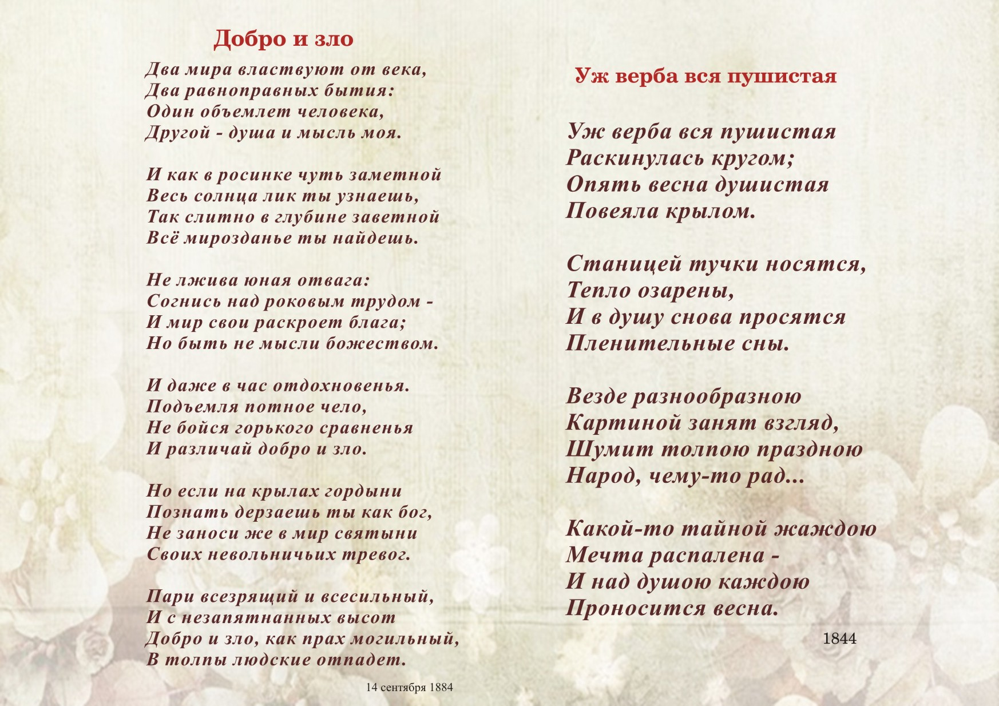 Добро и зло
Два мира властвуют от века,
Два равноправных бытия:
Один объемлет человека,
Другой - душа и мысль моя.
И как в росинке чуть заметной
Весь солнца лик ты узнаешь,
Так слитно в глубине заветной
Всё мирозданье ты найдешь.
Не лжива юная отвага:
Согнись над роковым трудом -
И мир свои раскроет блага;
Но быть не мысли божеством.
И даже в час отдохновенья.
Подъемля потное чело,
Не бойся горького сравненья
И различай добро и зло.
Но если на крылах гордыни
Познать дерзаешь ты как бог,
Не заноси же в мир святыни
Своих невольничьих тревог.
Пари всезрящий и всесильный,
И с незапятнанных высот
Добро и зло, как прах могильный,
В толпы людские отпадет.
14 сентября 1884
Уж верба вся пушистая
Уж верба вся пушистая
Раскинулась кругом;
Опять весна душистая
Повеяла крылом.
Станицей тучки носятся,
Тепло озарены,
И в душу снова просятся
Пленительные сны.
Везде разнообразною
Картиной занят взгляд,
Шумит толпою праздною
Народ, чему-то рад...
Какой-то тайной жаждою
Мечта распалена -
И над душою каждою
Проносится весна.
1844